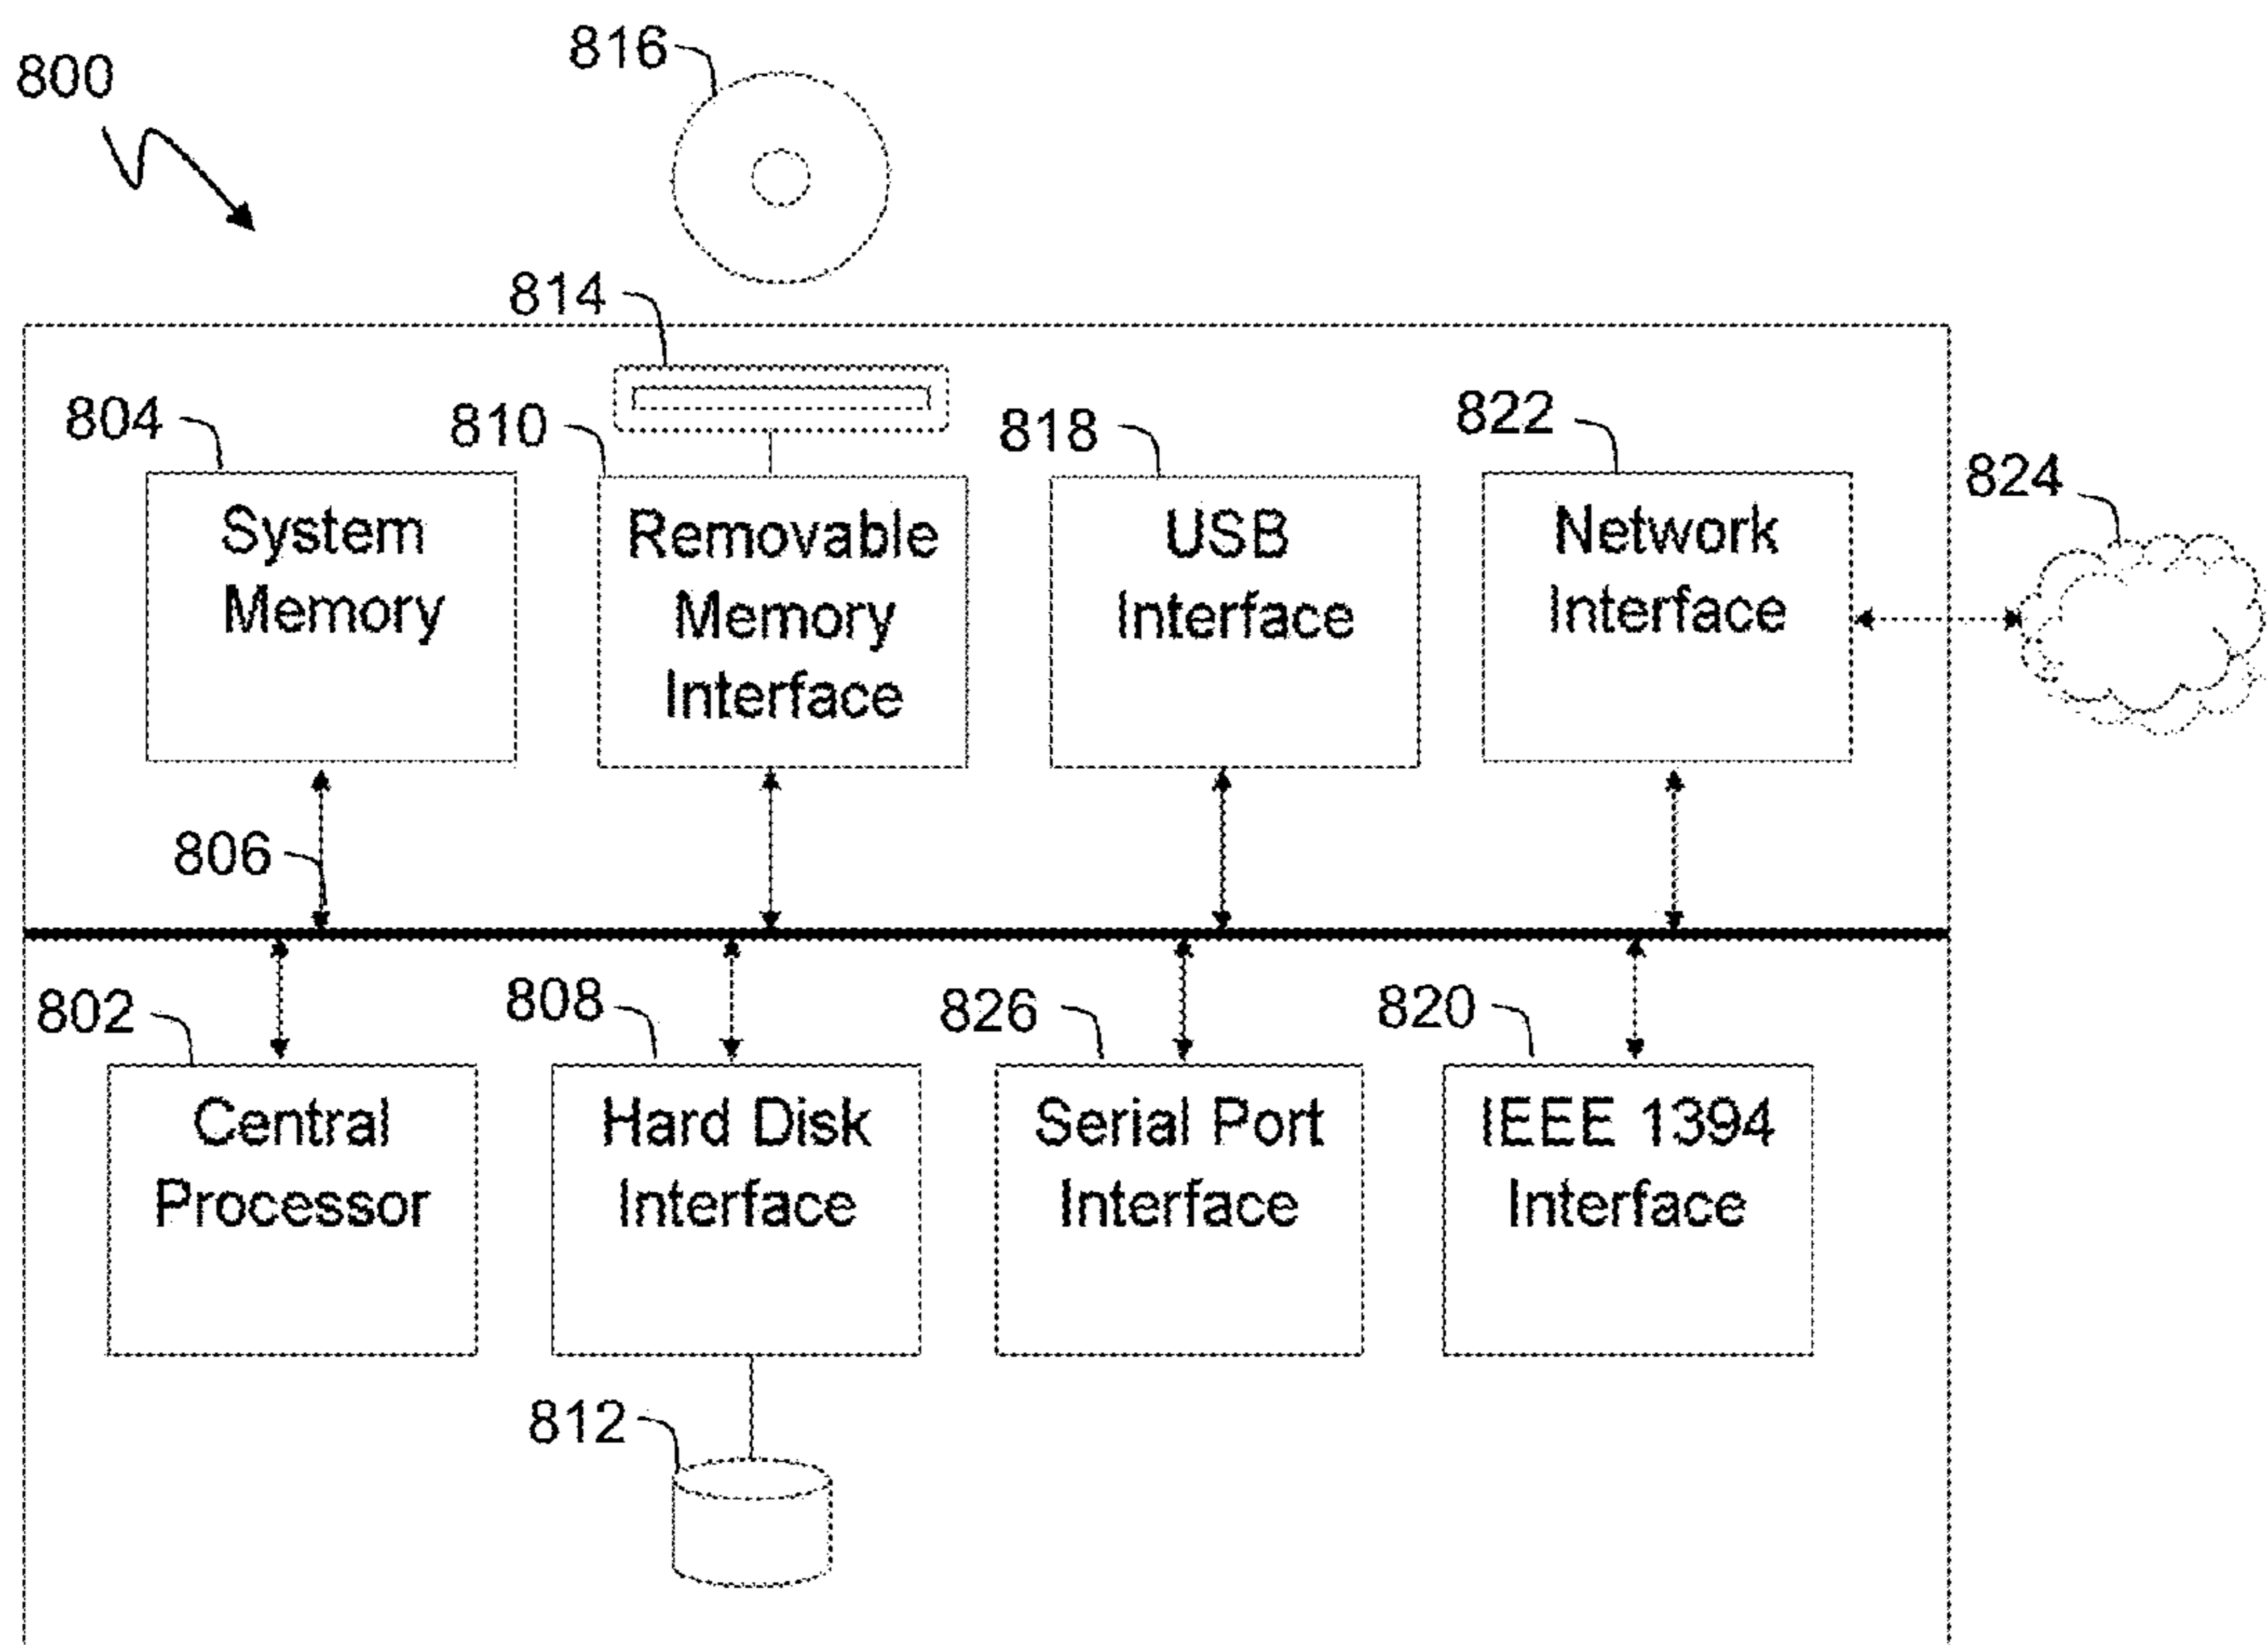 816
800
814
804
810
818
822
824
System
Memory
Removable
Memory
Interface
USB
Interface
Network
Interface
806
802
808
826
820
Central
Processor
Hard Disk
Interface
Serial Port
Interface
IEEE 1394
Interface
812